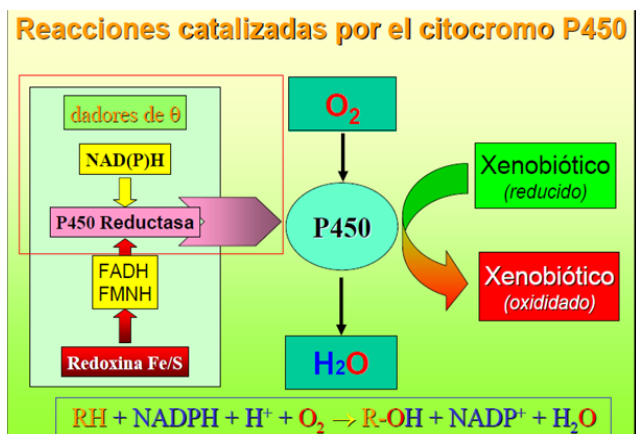 Reacciones catalizadas por el citocromo P450
dadores de θ
NAD(P)H
P450 Reductasa
FADH
FMNH
Redoxina Fe/S
O₂
P450
H₂O
Xenobiótico
(reducido)
Xenobiótico
(oxididado)
RH + NADPH + H⁺ + O₂ → R-OH + NADP⁺ + H₂O